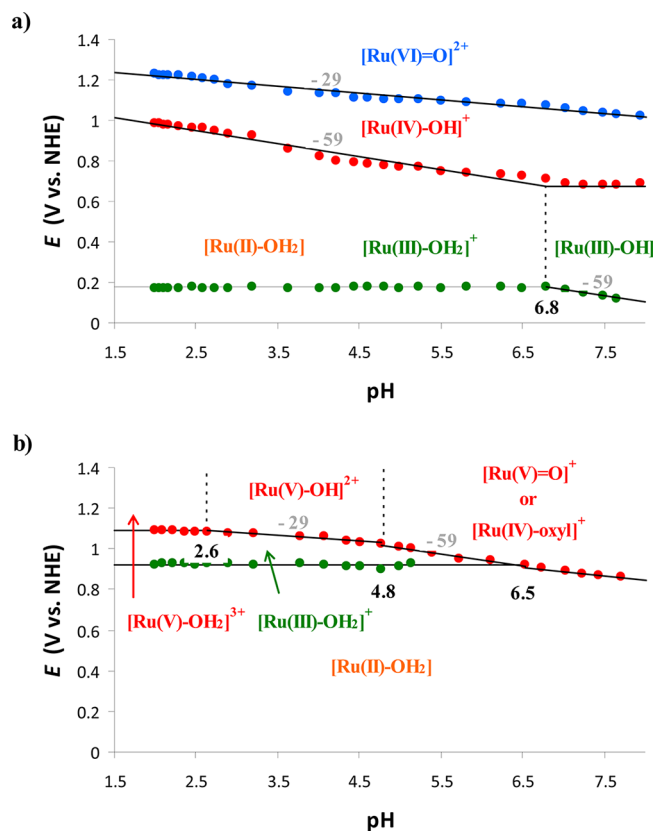 a)
1.4
1.2
1
0.8
0.6
0.4
0.2
0
E (V vs. NHE)
[Ru(VI)=O]2+
- 29
[Ru(IV)-OH]+
- 59
[Ru(II)-OH2]
[Ru(III)-OH2]+
[Ru(III)-OH]
- 59
6.8
1.5 2.5 3.5 4.5 5.5 6.5 7.5
pH
b)
1.4
1.2
1
0.8
0.6
0.4
0.2
0
E (V vs. NHE)
[Ru(V)-OH]2+
[Ru(V)=O]+
or
[Ru(IV)-oxyl]+
- 29
- 59
2.6
4.8
6.5
[Ru(V)-OH2]3+
[Ru(III)-OH2]+
[Ru(II)-OH2]
1.5 2.5 3.5 4.5 5.5 6.5 7.5
pH